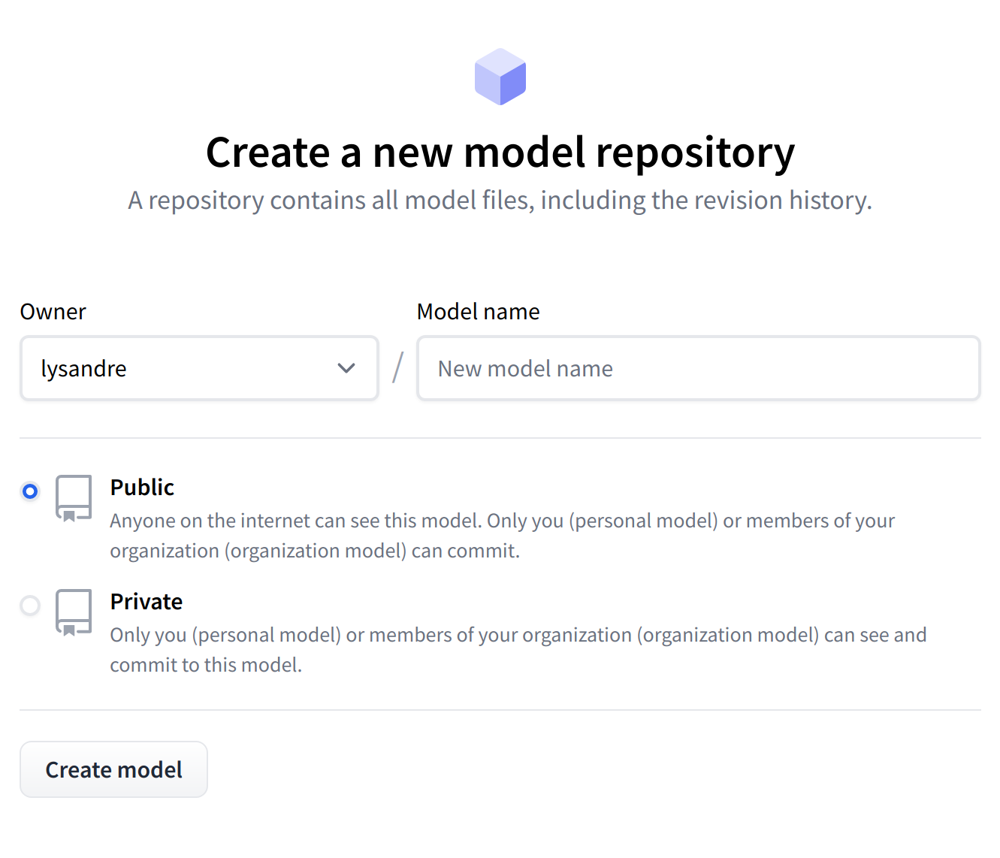 Create a new model repository
A repository contains all model files, including the revision history.
Owner
Model name
lysandre
/
New model name
Public
Anyone on the internet can see this model. Only you (personal model) or members of your
organization (organization model) can commit.
Private
Only you (personal model) or members of your organization (organization model) can see and
commit to this model.
Create model